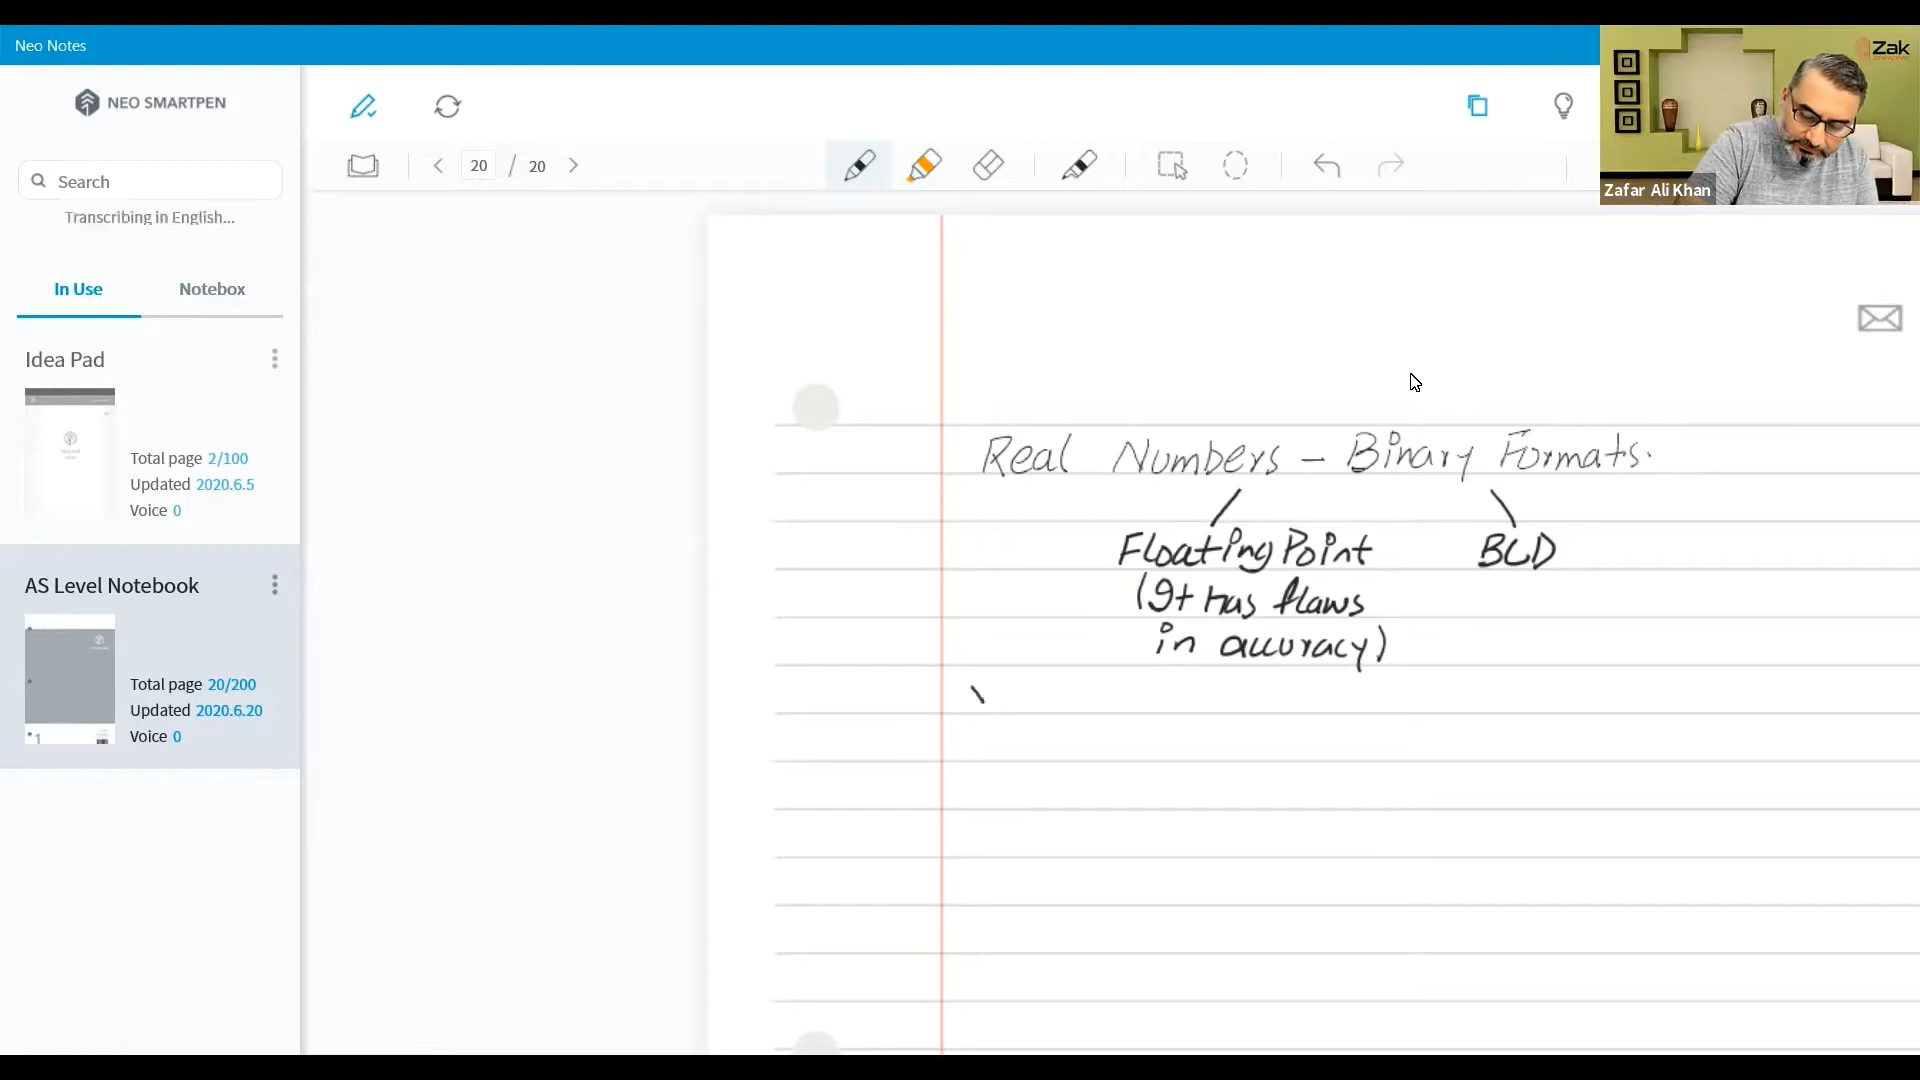 Neo Notes
Zak
NEO SMARTPEN
Search
Transcribing in English...
20 / 20
Zafar Ali Khan
In Use Notebox
Idea Pad
Total page 2/100
Updated 2020.6.5
Voice 0
AS Level Notebook
Total page 20/200
Updated 2020.6.20
Voice 0
1
Real Numbers – Binary Formats.
Floating Point BCD
(It has flaws
in accuracy)